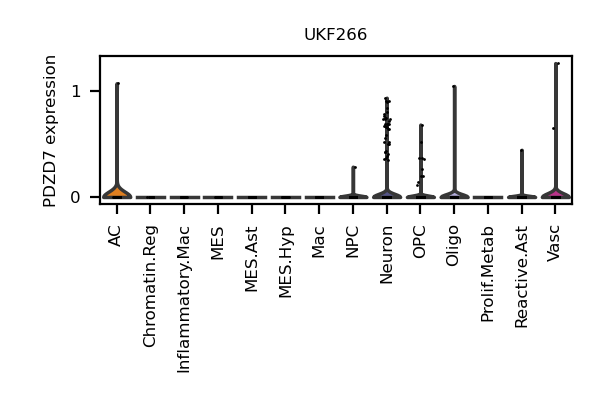 UKF266
PDZD7 expression
1
0
AC
Chromatin.Reg
Inflammatory.Mac
MES
MES.Ast
MES.Hyp
Mac
NPC
Neuron
OPC
Oligo
Prolif.Metab
Reactive.Ast
Vasc